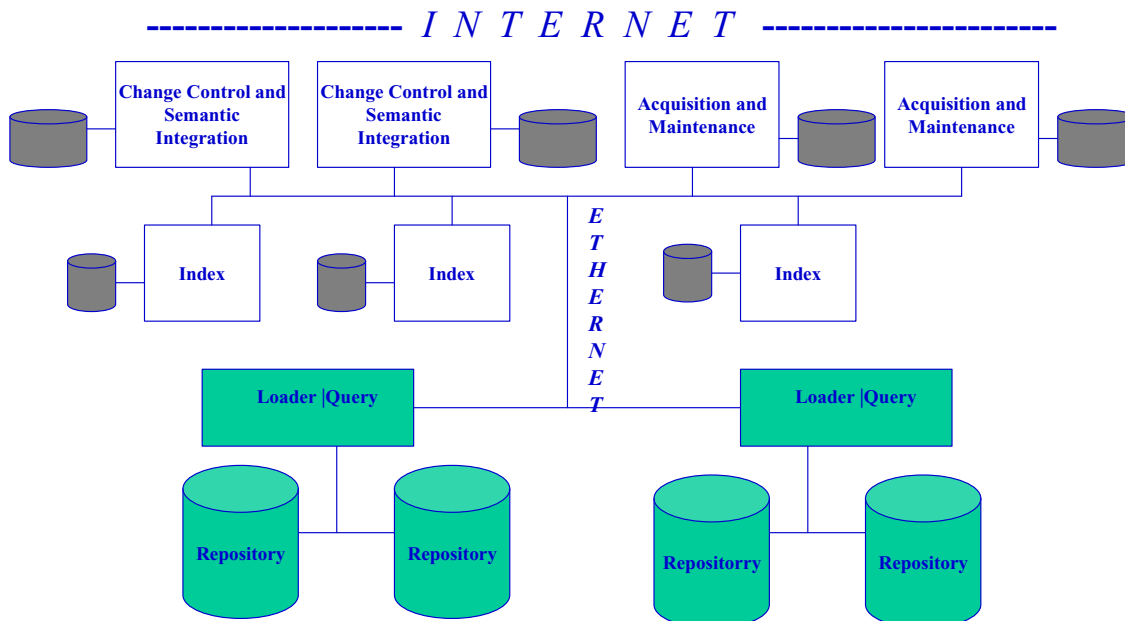 ------------------- I N T E R N E T ---------------------
Change Control and
Semantic
Integration
Change Control and
Semantic
Integration
Acquisition and
Maintenance
Acquisition and
Maintenance
Index
Index
Index
E
T
H
E
R
N
E
T
Loader |Query
Loader |Query
Repository
Repository
Repositorry
Repository